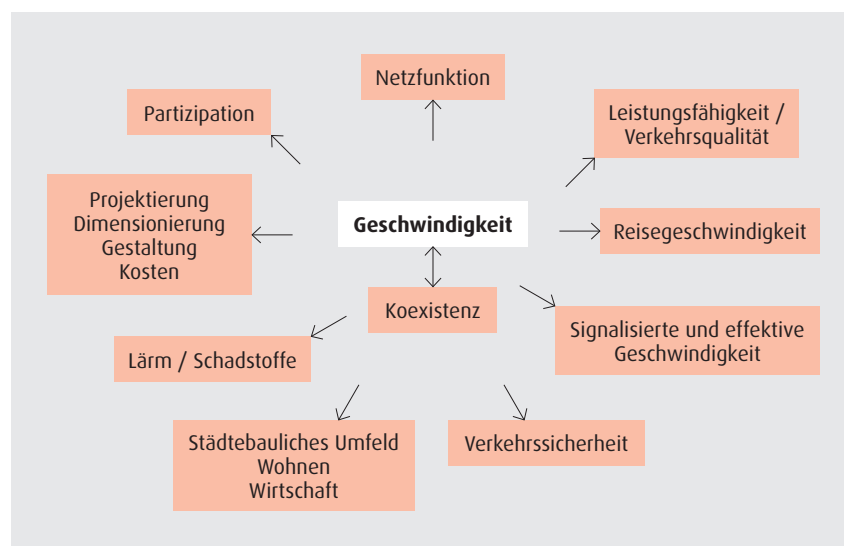 Netzfunktion
Partizipation
Leistungsfähigkeit /
Verkehrsqualität
Projektierung
Dimensionierung
Gestaltung
Kosten
Geschwindigkeit
Reisegeschwindigkeit
Koexistenz
Signalisierte und effektive
Geschwindigkeit
Lärm / Schadstoffe
Städtebauliches Umfeld
Wohnen
Wirtschaft
Verkehrssicherheit